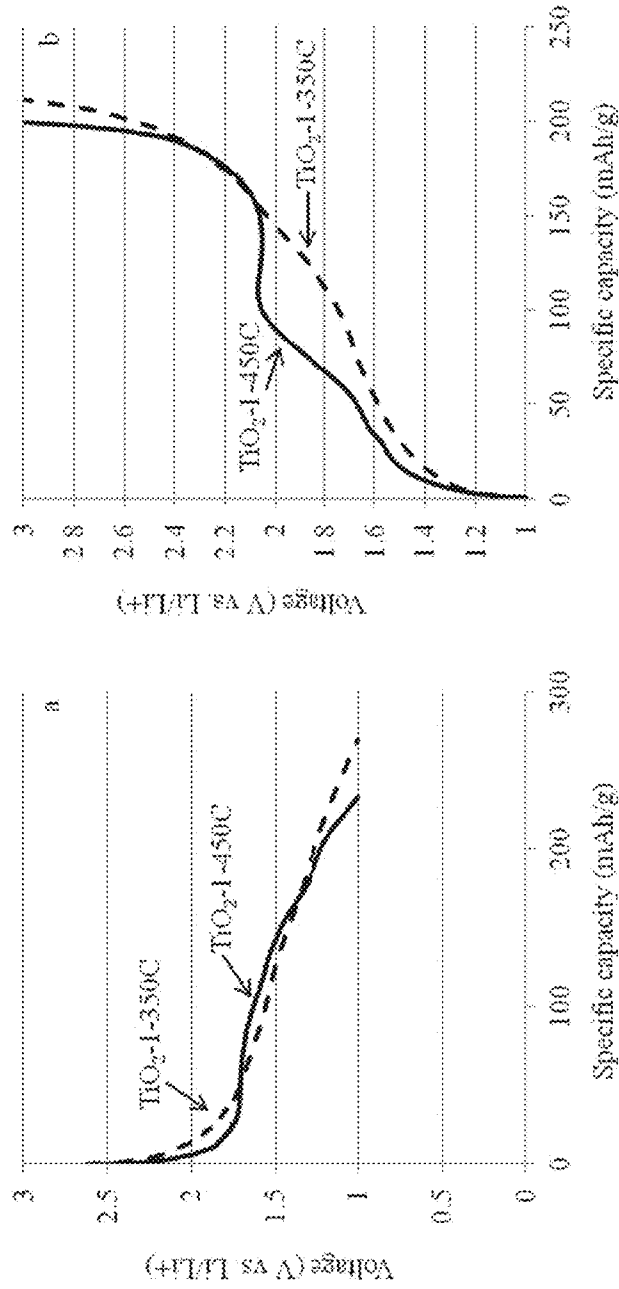 a
3
2.5
2
1.5
1
0.5
0
Voltage (V vs Li/Li+)
TiO₂-1-350C
TiO₂-1-450C
0
100
200
300
Specific capacity (mAh/g)
b
3
2.8
2.6
2.4
2.2
2
1.8
1.6
1.4
1.2
1
Voltage (V vs. Li/Li+)
TiO₂-1-450C
TiO₂-1-350C
0
50
100
150
200
250
Specific capacity (mAh/g)